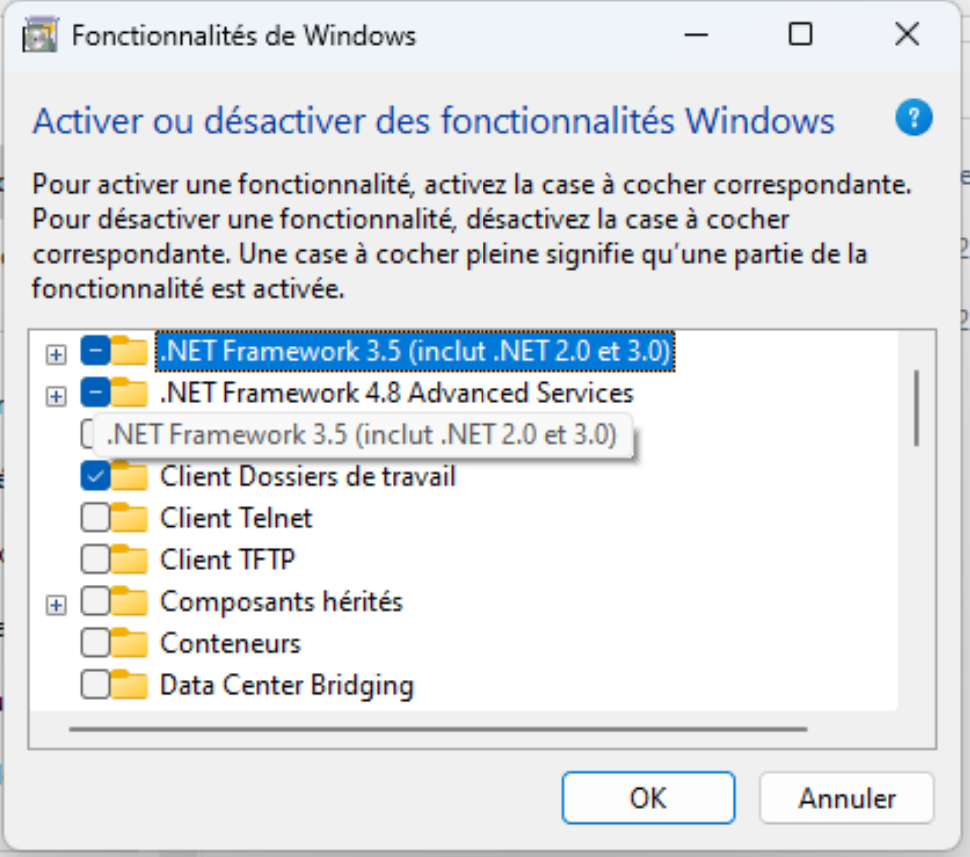 Fonctionnalités de Windows
Activer ou désactiver des fonctionnalités Windows
?
Pour activer une fonctionnalité, activez la case à cocher correspondante.
Pour désactiver une fonctionnalité, désactivez la case à cocher
correspondante. Une case à cocher pleine signifie qu'une partie de la
fonctionnalité est activée.
.NET Framework 3.5 (inclut .NET 2.0 et 3.0)
.NET Framework 4.8 Advanced Services
.NET Framework 3.5 (inclut .NET 2.0 et 3.0)
Client Dossiers de travail
Client Telnet
Client TFTP
Composants hérités
Conteneurs
Data Center Bridging
OK
Annuler